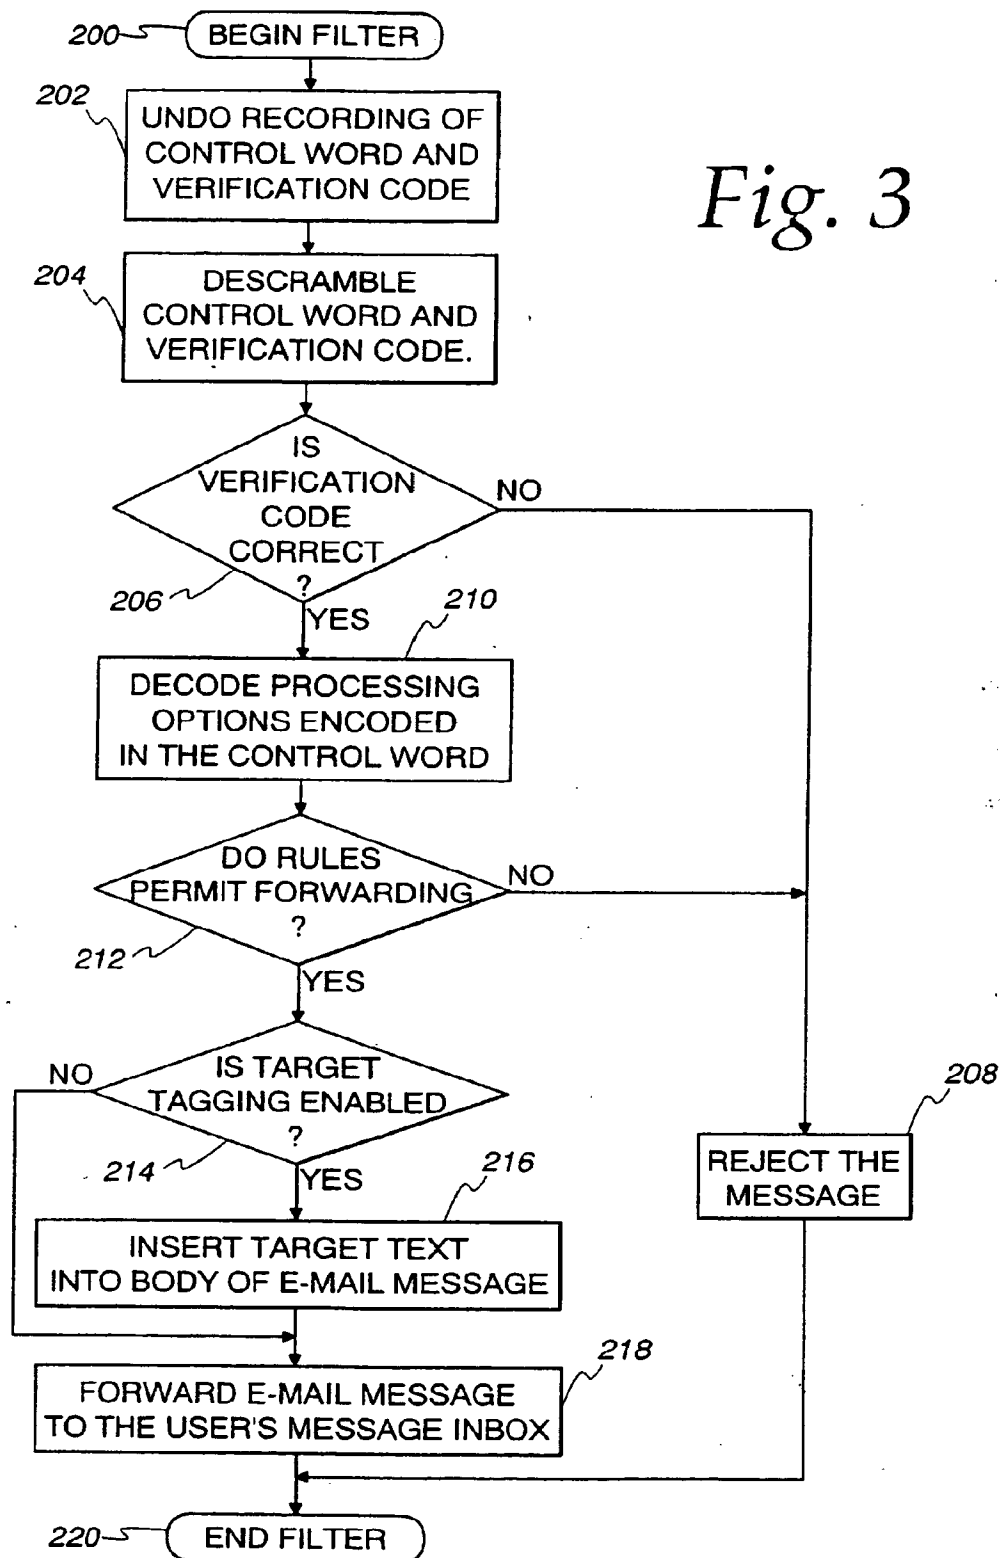 200
BEGIN FILTER
202
UNDO RECORDING OF
CONTROL WORD AND
VERIFICATION CODE
Fig. 3
204
DESCRAMBLE
CONTROL WORD AND
VERIFICATION CODE.
IS
VERIFICATION
CODE
CORRECT
?
NO
206
YES
210
DECODE PROCESSING
OPTIONS ENCODED
IN THE CONTROL WORD
DO RULES
PERMIT FORWARDING
?
NO
212
YES
IS TARGET
TAGGING ENABLED
?
NO
214
YES
208
REJECT THE
MESSAGE
216
INSERT TARGET TEXT
INTO BODY OF E-MAIL MESSAGE
218
FORWARD E-MAIL MESSAGE
TO THE USER'S MESSAGE INBOX
220
END FILTER